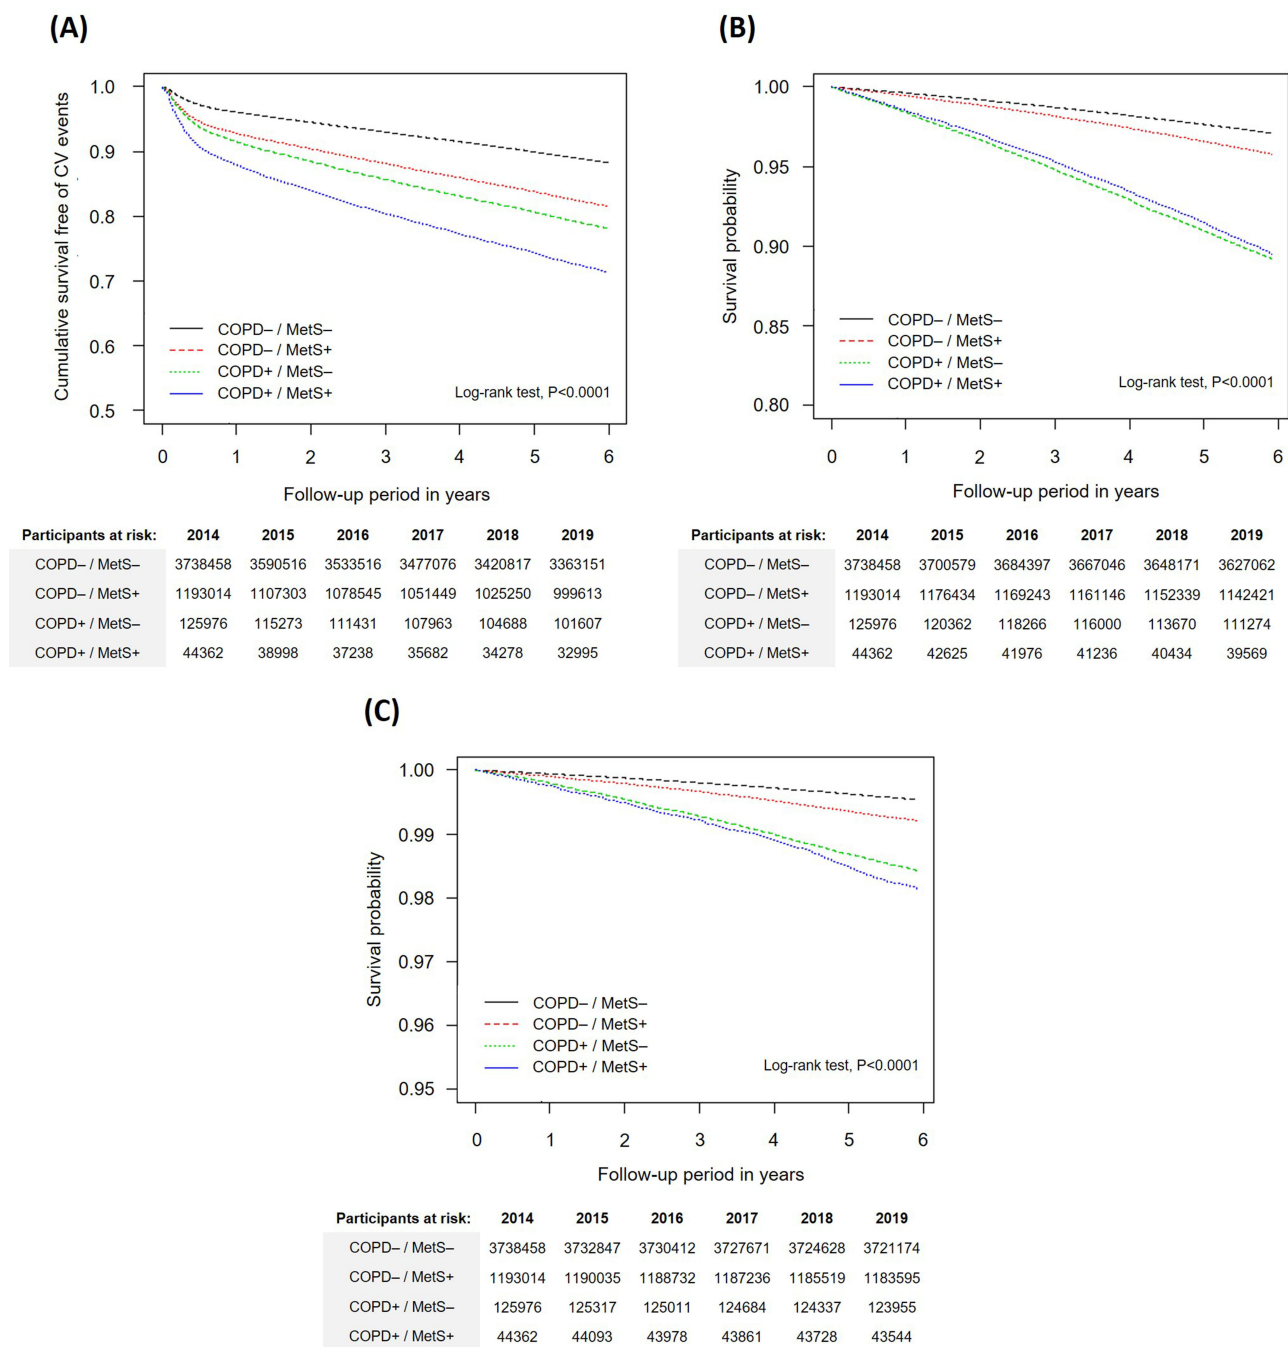 (A)
Cumulative survival free of CV events
1.0
0.9
0.8
0.7
0.6
0.5
COPD– / MetS–
COPD– / MetS+
COPD+ / MetS–
COPD+ / MetS+
Log-rank test, P<0.0001
0 1 2 3 4 5 6
Follow-up period in years
Participants at risk: 2014 2015 2016 2017 2018 2019
COPD– / MetS– 3738458 3590516 3533516 3477076 3420817 3363151
COPD– / MetS+ 1193014 1107303 1078545 1051449 1025250 999613
COPD+ / MetS– 125976 115273 111431 107963 104688 101607
COPD+ / MetS+ 44362 38998 37238 35682 34278 32995
(B)
Survival probability
1.00
0.95
0.90
0.85
0.80
COPD– / MetS–
COPD– / MetS+
COPD+ / MetS–
COPD+ / MetS+
Log-rank test, P<0.0001
0 1 2 3 4 5 6
Follow-up period in years
Participants at risk: 2014 2015 2016 2017 2018 2019
COPD– / MetS– 3738458 3700579 3684397 3667046 3648171 3627062
COPD– / MetS+ 1193014 1176434 1169243 1161146 1152339 1142421
COPD+ / MetS– 125976 120362 118266 116000 113670 111274
COPD+ / MetS+ 44362 42625 41976 41236 40434 39569
(C)
Survival probability
1.00
0.99
0.98
0.97
0.96
0.95
COPD– / MetS–
COPD– / MetS+
COPD+ / MetS–
COPD+ / MetS+
Log-rank test, P<0.0001
0 1 2 3 4 5 6
Follow-up period in years
Participants at risk: 2014 2015 2016 2017 2018 2019
COPD– / MetS– 3738458 3732847 3730412 3727671 3724628 3721174
COPD– / MetS+ 1193014 1190035 1188732 1187236 1185519 1183595
COPD+ / MetS– 125976 125317 125011 124684 124337 123955
COPD+ / MetS+ 44362 44093 43978 43861 43728 43544